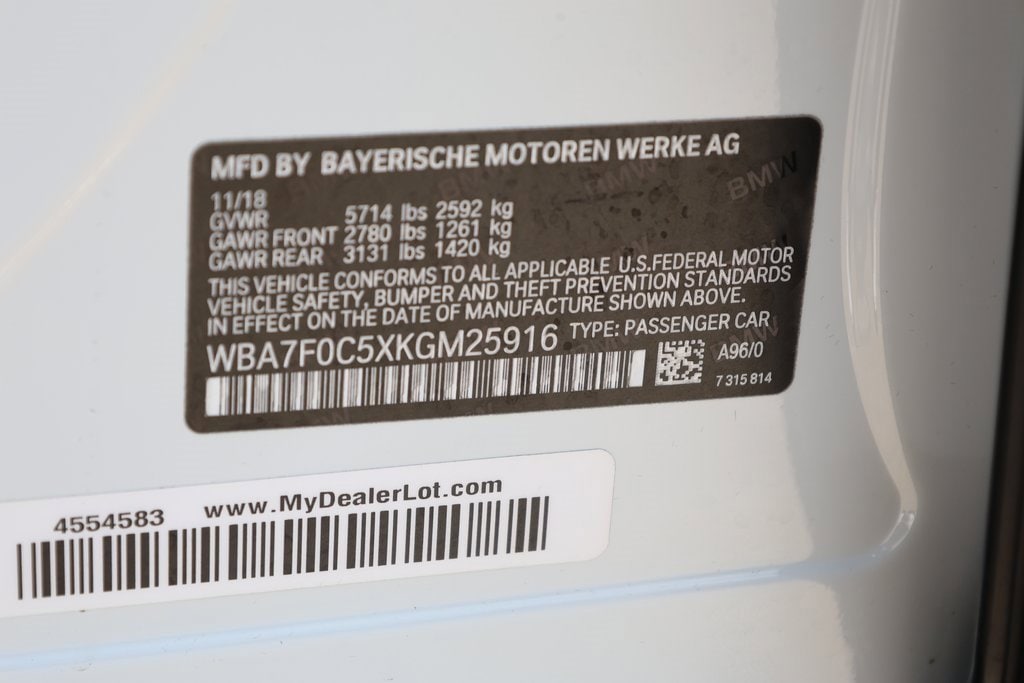 MFD BY BAYERISCHE MOTOREN WERKE AG
11/18
GVWR 5714 lbs 2592 kg
GAWR FRONT 2780 lbs 1261 kg
GAWR REAR 3131 lbs 1420 kg
THIS VEHICLE CONFORMS TO ALL APPLICABLE U.S.FEDERAL MOTOR
VEHICLE SAFETY, BUMPER AND THEFT PREVENTION STANDARDS
IN EFFECT ON THE DATE OF MANUFACTURE SHOWN ABOVE.
WBA7F0C5XKGM25916 TYPE: PASSENGER CAR
A96/0
7 315 814
BMW
4554583 www.MyDealerLot.com